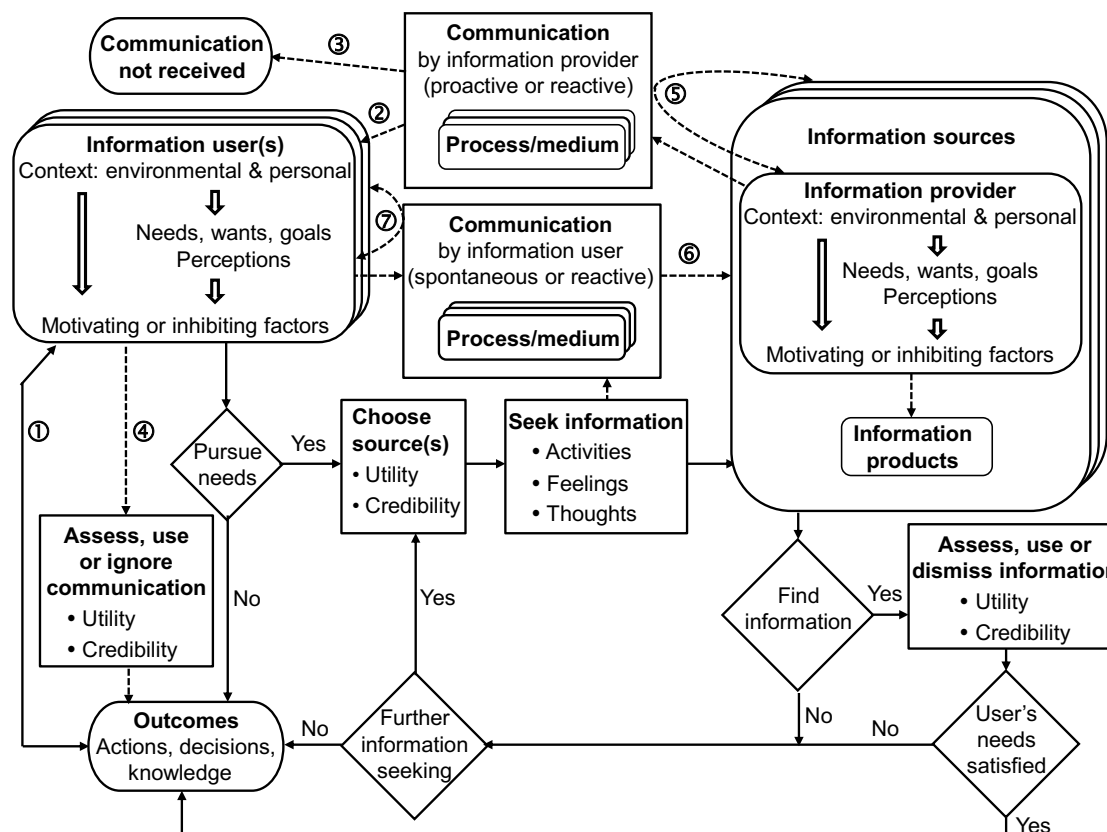 Communication
not received
③
Communication
by information provider
(proactive or reactive)
Process/medium
②
⑤
Information user(s)
Context: environmental & personal
Needs, wants, goals
Perceptions
Motivating or inhibiting factors
⑦
Communication
by information user
(spontaneous or reactive)
Process/medium
⑥
Information sources
Information provider
Context: environmental & personal
Needs, wants, goals
Perceptions
Motivating or inhibiting factors
Information
products
①
④
Pursue
needs
Yes
No
Choose
source(s)
• Utility
• Credibility
Seek information
• Activities
• Feelings
• Thoughts
Assess, use
or ignore
communication
• Utility
• Credibility
Find
information
Yes
No
Assess, use or
dismiss information
• Utility
• Credibility
User's
needs
satisfied
No
Yes
Further
information
seeking
Yes
No
Outcomes
Actions, decisions,
knowledge